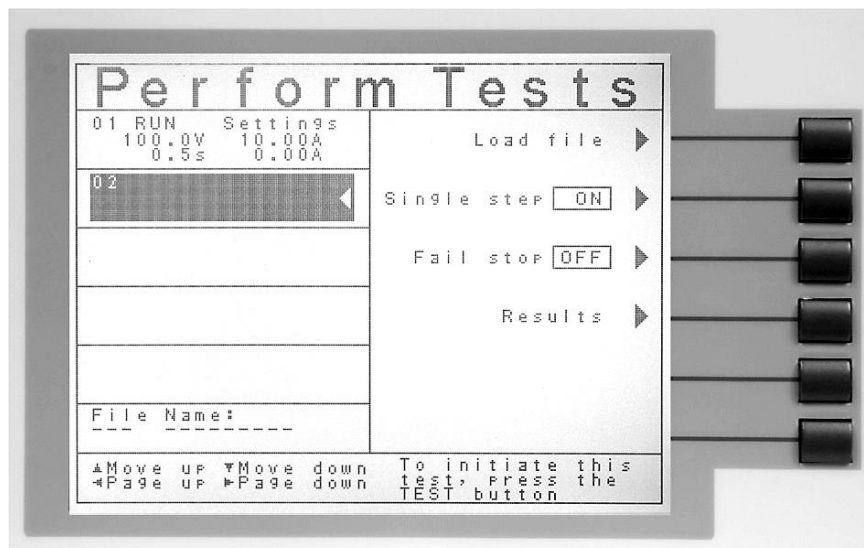 Perform Tests
01 RUN Settings
100.0V 10.00A
0.5s 0.00A
02
Load file
Single step ON
Fail stop OFF
Results
File Name:
--- ---------
▲Move up ▼Move down
◄Page up ►Page down
To initiate this
test, press the
TEST button